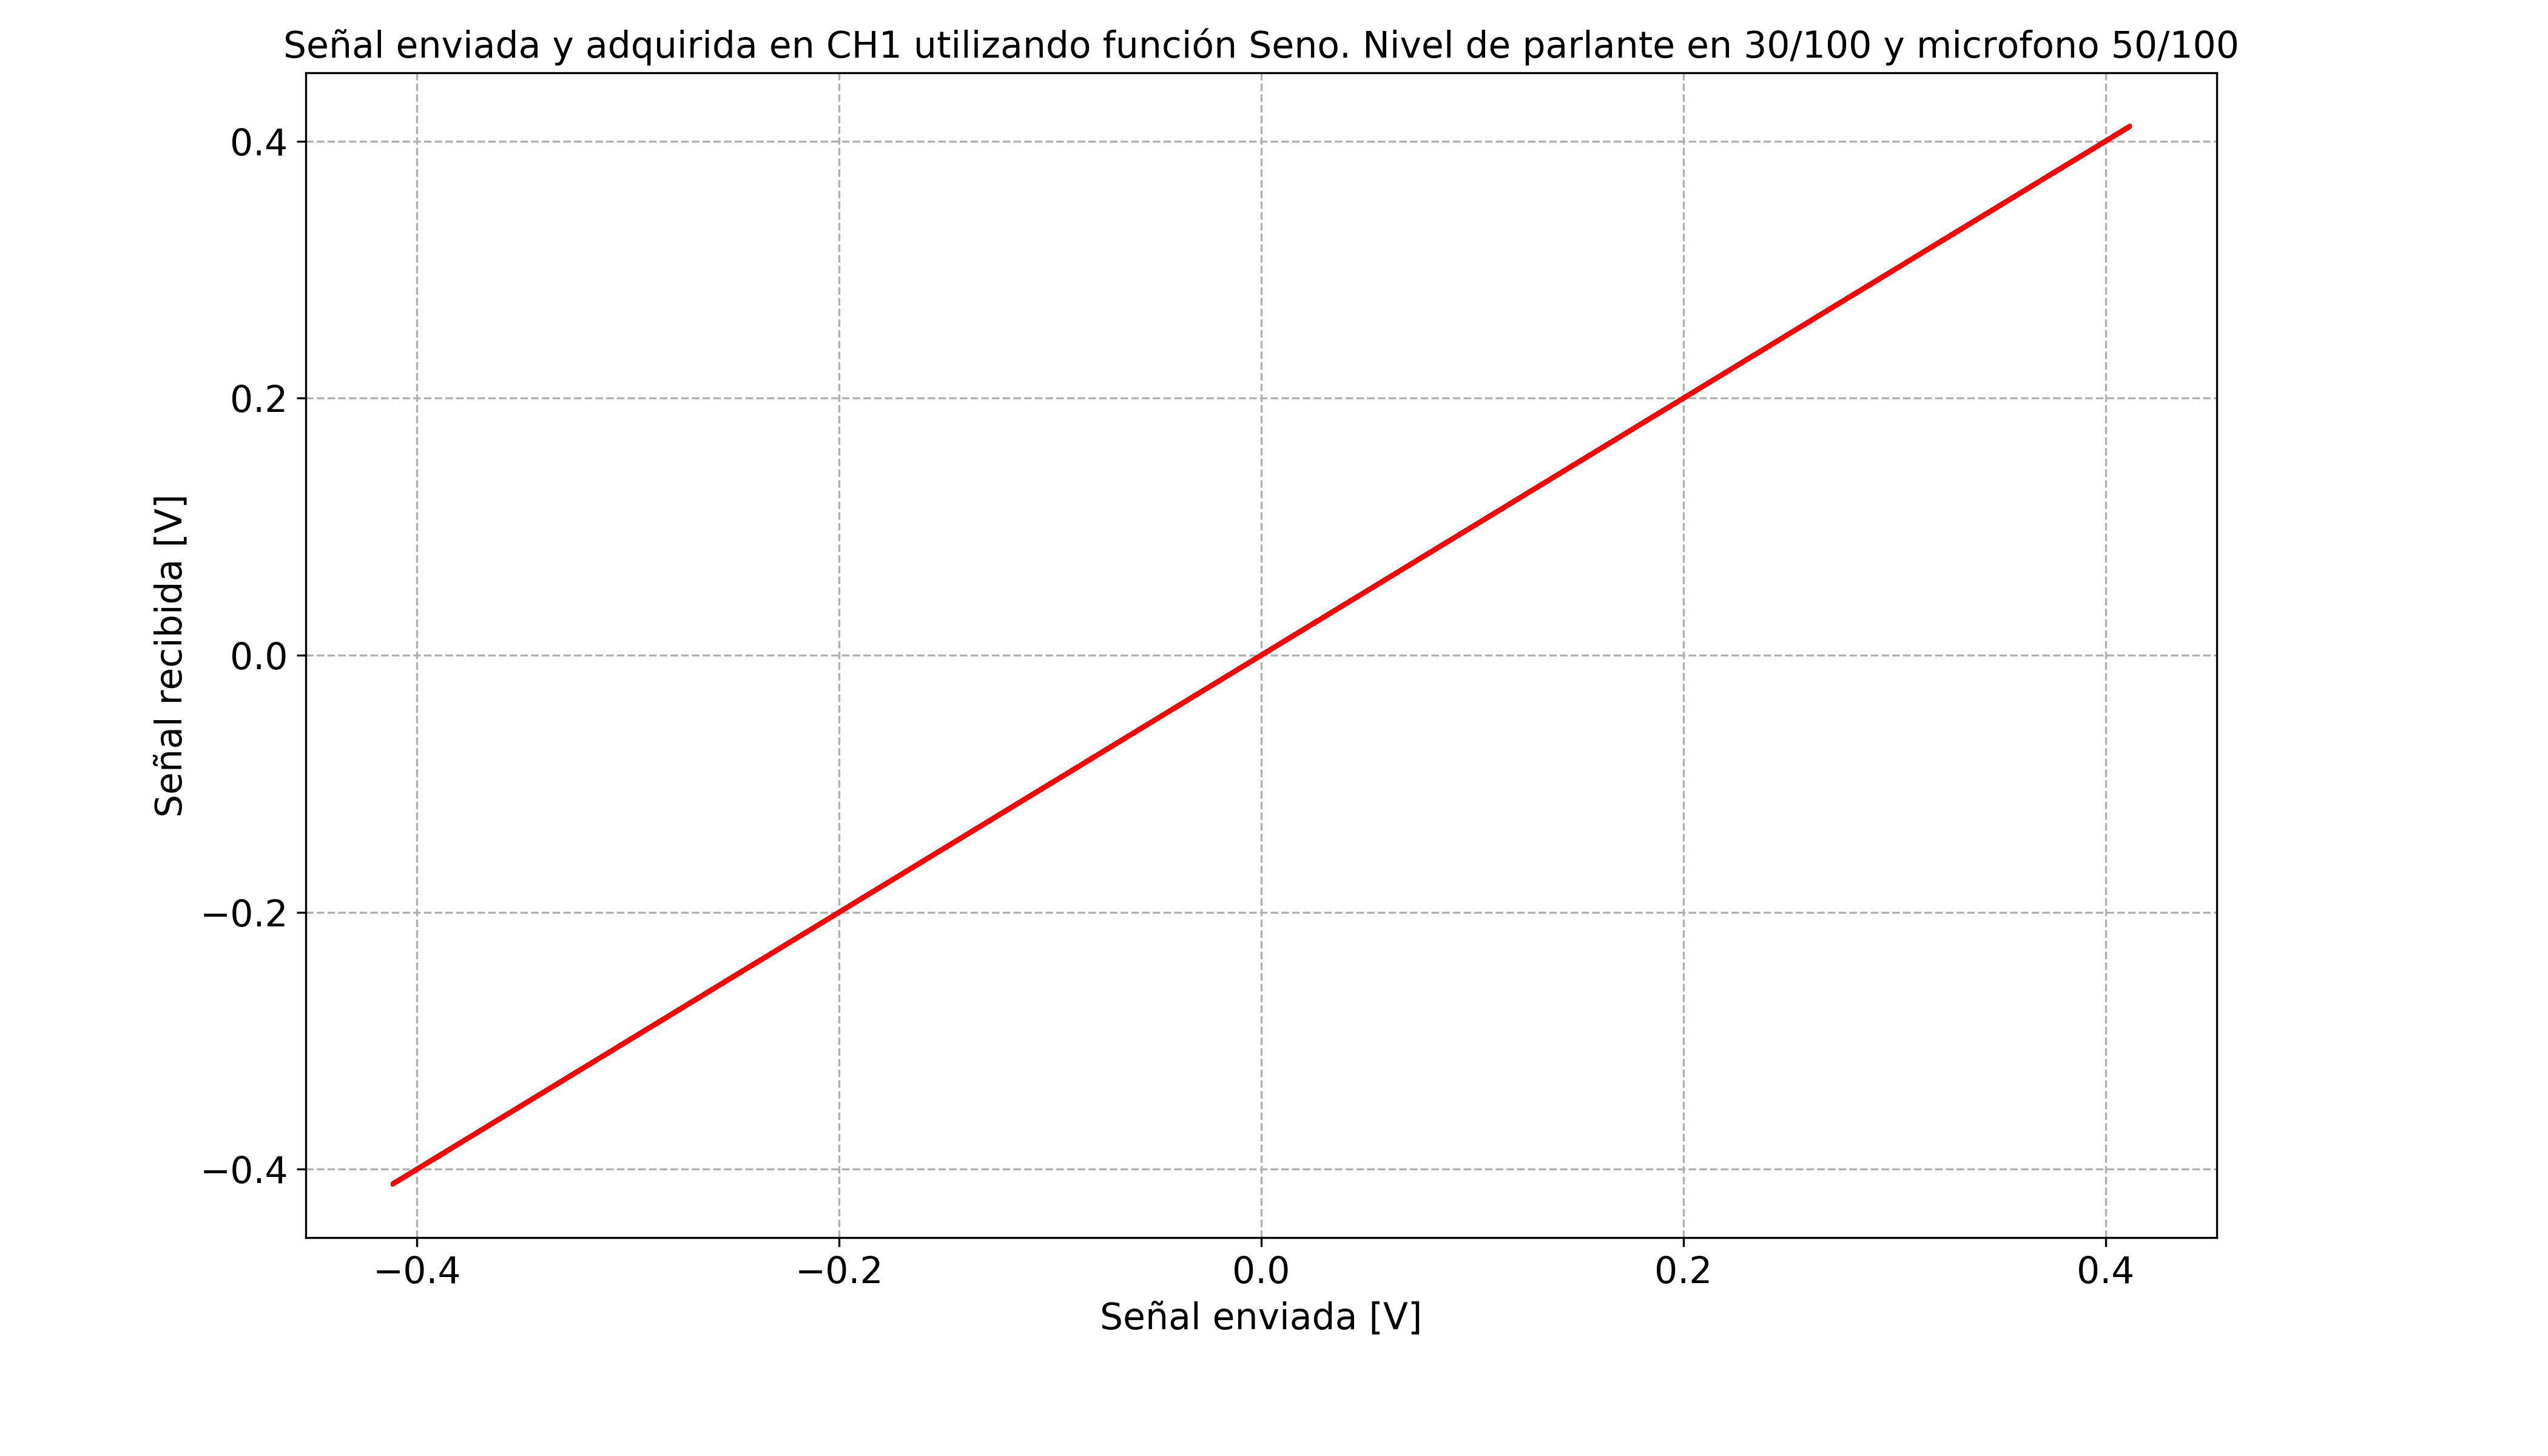 Señal enviada y adquirida en CH1 utilizando función Seno. Nivel de parlante en 30/100 y microfono 50/100
0.4
0.2
0.0
−0.2
−0.4
Señal recibida [V]
−0.4 −0.2 0.0 0.2 0.4
Señal enviada [V]